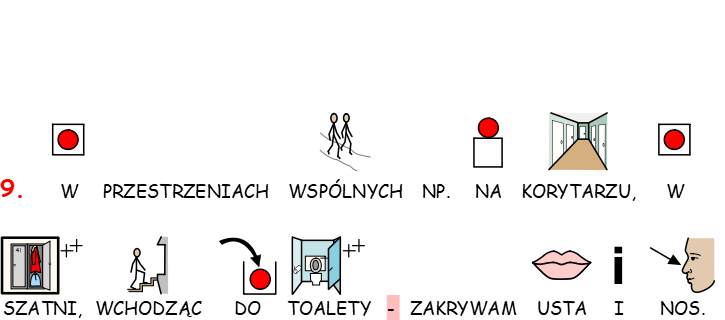 9. W PRZESTRZENIACH WSPÓLNYCH NP. NA KORYTARZU, W
SZATNI, WCHODZĄC DO TOALETY - ZAKRYWAM USTA I NOS.